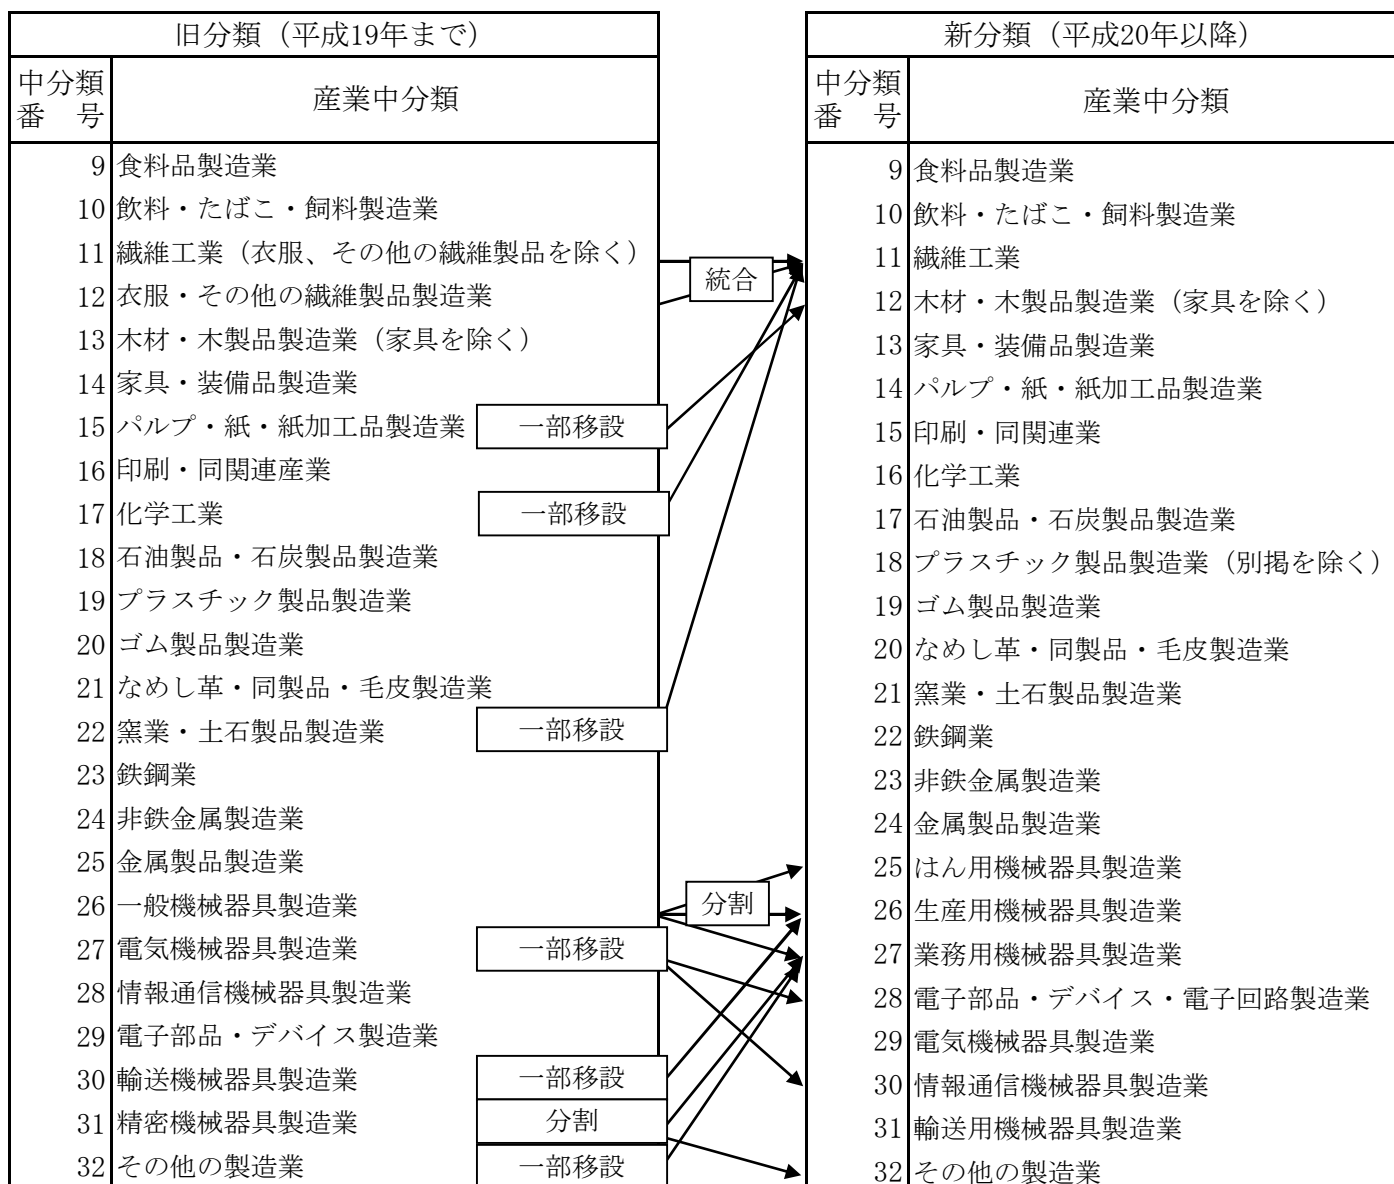 旧分類（平成19年まで）
中分類
番　号
産業中分類
9 食料品製造業
10 飲料・たばこ・飼料製造業
11 繊維工業（衣服、その他の繊維製品を除く）
12 衣服・その他の繊維製品製造業
13 木材・木製品製造業（家具を除く）
14 家具・装備品製造業
15 パルプ・紙・紙加工品製造業 一部移設
16 印刷・同関連産業
17 化学工業 一部移設
18 石油製品・石炭製品製造業
19 プラスチック製品製造業
20 ゴム製品製造業
21 なめし革・同製品・毛皮製造業
22 窯業・土石製品製造業 一部移設
23 鉄鋼業
24 非鉄金属製造業
25 金属製品製造業
26 一般機械器具製造業
27 電気機械器具製造業 一部移設
28 情報通信機械器具製造業
29 電子部品・デバイス製造業
30 輸送機械器具製造業 一部移設
31 精密機械器具製造業 分割
32 その他の製造業 一部移設
統合
分割
新分類（平成20年以降）
中分類
番　号
産業中分類
9 食料品製造業
10 飲料・たばこ・飼料製造業
11 繊維工業
12 木材・木製品製造業（家具を除く）
13 家具・装備品製造業
14 パルプ・紙・紙加工品製造業
15 印刷・同関連業
16 化学工業
17 石油製品・石炭製品製造業
18 プラスチック製品製造業（別掲を除く）
19 ゴム製品製造業
20 なめし革・同製品・毛皮製造業
21 窯業・土石製品製造業
22 鉄鋼業
23 非鉄金属製造業
24 金属製品製造業
25 はん用機械器具製造業
26 生産用機械器具製造業
27 業務用機械器具製造業
28 電子部品・デバイス・電子回路製造業
29 電気機械器具製造業
30 情報通信機械器具製造業
31 輸送用機械器具製造業
32 その他の製造業